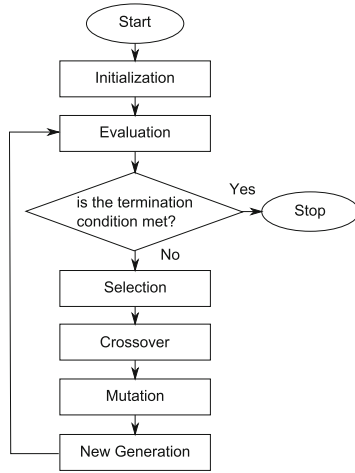 Start
Initialization
Evaluation
is the termination
condition met?
Yes
Stop
No
Selection
Crossover
Mutation
New Generation